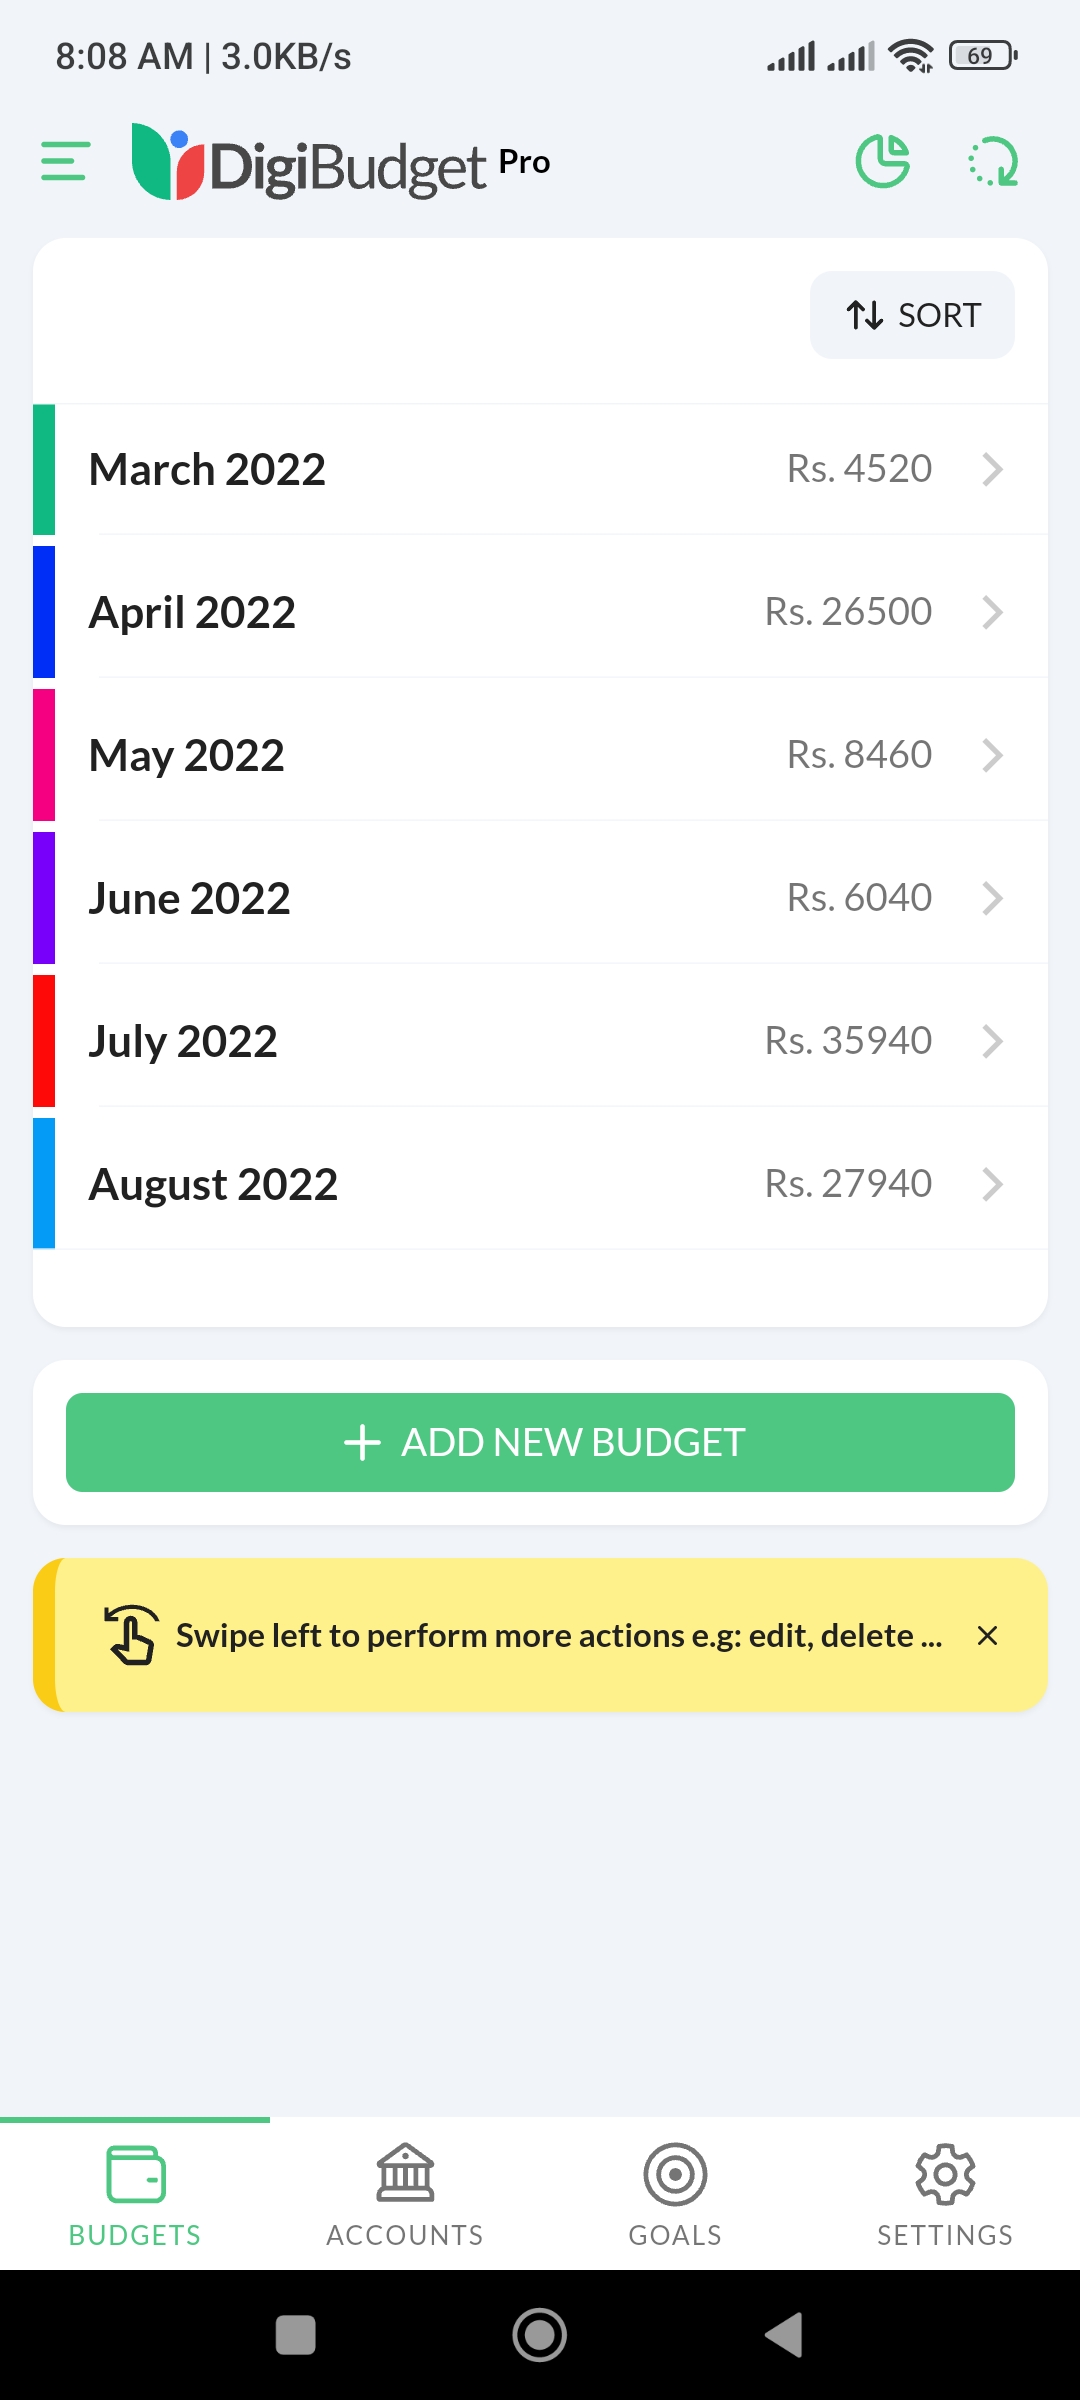 8:08 AM | 3.0KB/s
69
DigiBudget Pro
SORT
March 2022 Rs. 4520
April 2022 Rs. 26500
May 2022 Rs. 8460
June 2022 Rs. 6040
July 2022 Rs. 35940
August 2022 Rs. 27940
ADD NEW BUDGET
Swipe left to perform more actions e.g: edit, delete ...
BUDGETS ACCOUNTS GOALS SETTINGS